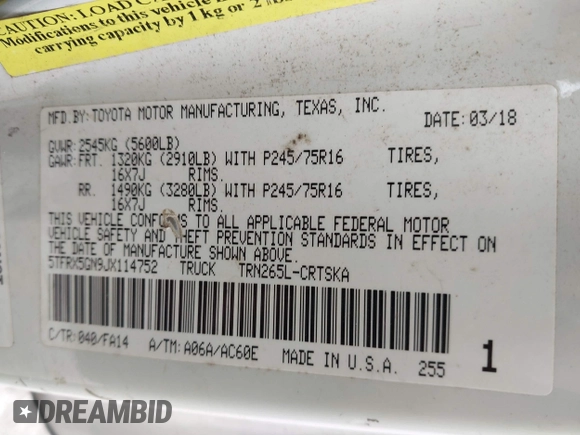 CAUTION: LOAD
Modifications to this vehicle
carrying capacity by 1 kg or 2
MFD.BY:TOYOTA MOTOR MANUFACTURING, TEXAS, INC.
DATE:03/18
GVWR:2545KG (5600LB)
GAWR:FRT. 1320KG (2910LB) WITH P245/75R16 TIRES,
16X7J RIMS.
RR. 1490KG (3280LB) WITH P245/75R16 TIRES,
16X7J RIMS.
THIS VEHICLE CONFORMS TO ALL APPLICABLE FEDERAL MOTOR
VEHICLE SAFETY AND THEFT PREVENTION STANDARDS IN EFFECT ON
THE DATE OF MANUFACTURE SHOWN ABOVE.
5TFRX5GN9JX114752 TRUCK TRN265L-CRTSKA
C/TR:040/FA14 A/TM:A06A/AC60E MADE IN U.S.A. 255 1
DREAMBID